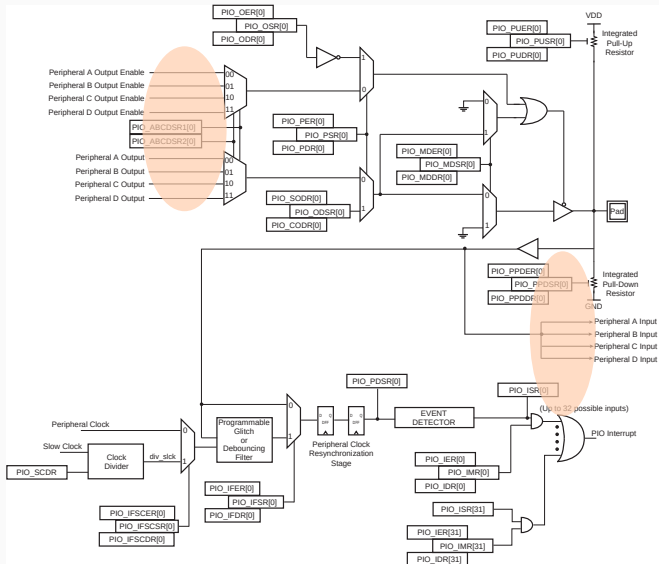 PIO_OER[0]
PIO_OSR[0]
PIO_ODR[0]
1
0
VDD
PIO_PUER[0]
PIO_PUSR[0]
PIO_PUDR[0]
Integrated
Pull-Up
Resistor
Peripheral A Output Enable
Peripheral B Output Enable
Peripheral C Output Enable
Peripheral D Output Enable
00
01
10
11
PIO_ABCDSR1[0]
PIO_ABCDSR2[0]
PIO_PER[0]
PIO_PSR[0]
PIO_PDR[0]
0
1
PIO_MDER[0]
PIO_MDSR[0]
PIO_MDDR[0]
Peripheral A Output
Peripheral B Output
Peripheral C Output
Peripheral D Output
00
01
10
11
0
1
PIO_SODR[0]
PIO_ODSR[0]
PIO_CODR[0]
0
1
Pad
PIO_PPDER[0]
PIO_PPDSR[0]
PIO_PPDDR[0]
Integrated
Pull-Down
Resistor
GND
Peripheral A Input
Peripheral B Input
Peripheral C Input
Peripheral D Input
PIO_PDSR[0]
PIO_ISR[0]
(Up to 32 possible inputs)
Peripheral Clock
Slow Clock
PIO_SCDR
Clock
Divider
div_slck
0
1
Programmable
Glitch
or
Debouncing
Filter
0
1
D Q
DFF
D Q
DFF
Peripheral Clock
Resynchronization
Stage
EVENT
DETECTOR
PIO Interrupt
PIO_IER[0]
PIO_IMR[0]
PIO_IDR[0]
PIO_IFER[0]
PIO_IFSR[0]
PIO_IFDR[0]
PIO_IFSCER[0]
PIO_IFSCSR[0]
PIO_IFSCDR[0]
PIO_ISR[31]
PIO_IER[31]
PIO_IMR[31]
PIO_IDR[31]